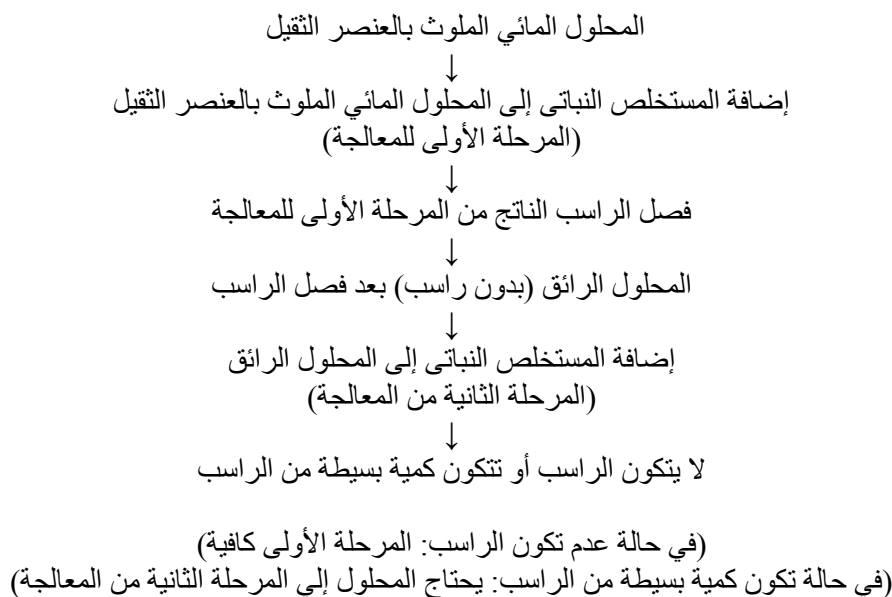 المحلول المائي الملوث بالعنصر الثقيل
↓
إضافة المستخلص النباتى إلى المحلول المائي الملوث بالعنصر الثقيل
(المرحلة الأولى للمعالجة)
↓
فصل الراسب الناتج من المرحلة الأولى للمعالجة
↓
المحلول الرائق (بدون راسب) بعد فصل الراسب
↓
إضافة المستخلص النباتى إلى المحلول الرائق
(المرحلة الثانية من المعالجة)
↓
لا يتكون الراسب أو تتكون كمية بسيطة من الراسب
(في حالة عدم تكون الراسب: المرحلة الأولى كافية)
(في حالة تكون كمية بسيطة من الراسب: يحتاج المحلول إلى المرحلة الثانية من المعالجة)